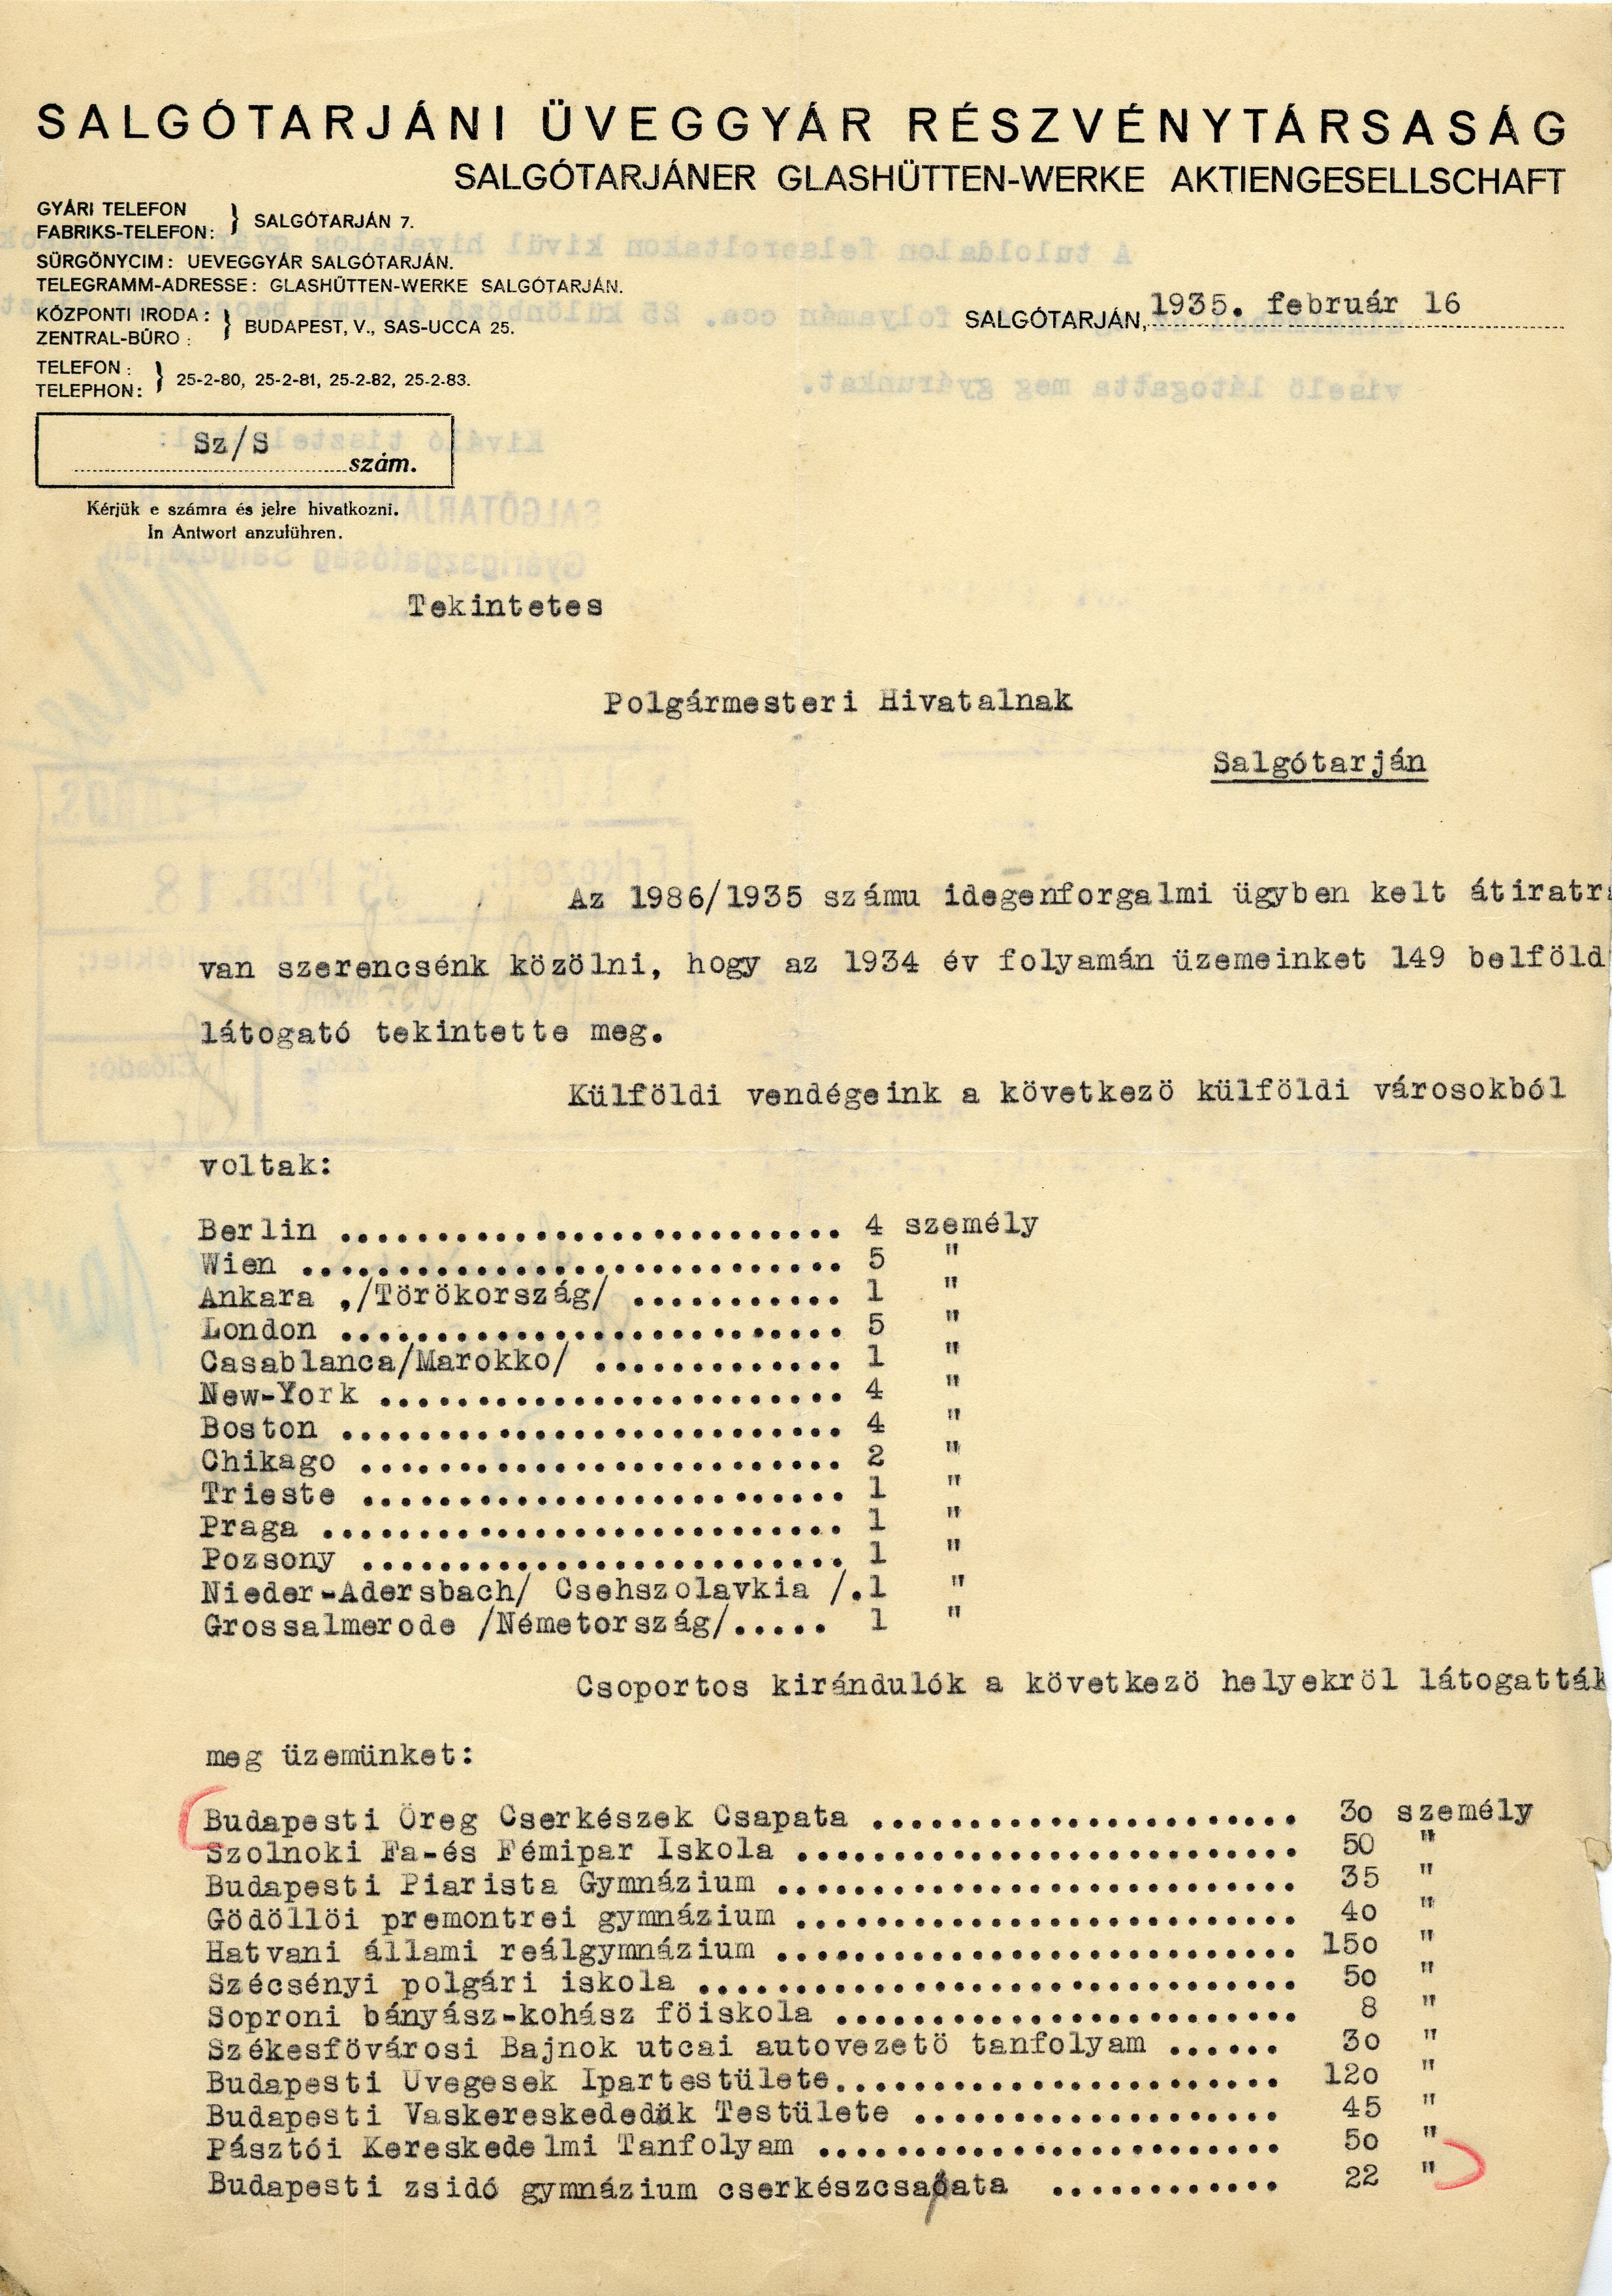 SALGÓTARJÁNI ÜVEGGYÁR RÉSZVÉNYTÁRSASÁG
SALGÓTARJÁNER GLASHÜTTEN-WERKE AKTIENGESELLSCHAFT
GYÁRI TELEFON
FABRIKS-TELEFON: } SALGÓTARJÁN 7.
SÜRGÖNYCIM: UEVEGGYÁR SALGÓTARJÁN.
TELEGRAMM-ADRESSE: GLASHÜTTEN-WERKE SALGÓTARJÁN.
KÖZPONTI IRODA:
ZENTRAL-BÜRO: } BUDAPEST, V., SAS-UCCA 25.
SALGÓTARJÁN, 1935. február 16
TELEFON:
TELEPHON: } 25-2-80, 25-2-81, 25-2-82, 25-2-83.
Sz/S
szám.
Kérjük e számra és jelre hivatkozni.
In Antwort anzuführen.
Tekintetes
Polgármesteri Hivatalnak
Salgótarján
Az 1986/1935 számu idegenforgalmi ügyben kelt átiratra
van szerencsénk közölni, hogy az 1934 év folyamán üzemeinket 149 belföld
látogató tekintette meg.
Külföldi vendégeink a következö külföldi városokból
voltak:
Berlin .......................... 4 személy
Wien ............................ 5 "
Ankara ,/Törökország/ ........... 1 "
London .......................... 5 "
Casablanca/Marokko/ ............. 1 "
New-York ........................ 4 "
Boston .......................... 4 "
Chikago ......................... 2 "
Trieste ......................... 1 "
Praga ........................... 1 "
Pozsony ......................... 1 "
Nieder-Adersbach/ Csehszolavkia /.1 "
Grossalmerode /Németország/..... 1 "
Csoportos kirándulók a következö helyekröl látogatták
meg üzemünket:
Budapesti Öreg Cserkészek Csapata ...................... 3o személy
Szolnoki Fa-és Fémipar Iskola .......................... 50 "
Budapesti Piarista Gymnázium ........................... 35 "
Gödöllöi premontrei gymnázium .......................... 4o "
Hatvani állami reálgymnázium ........................... 15o "
Szécsényi polgári iskola ............................... 5o "
Soproni bányász-kohász föiskola ........................ 8 "
Székesfövárosi Bajnok utcai autovezetö tanfolyam ...... 3o "
Budapesti Uvegesek Ipartestülete....................... 12o "
Budapesti Vaskereskededük Testülete ................... 45 "
Pásztói Kereskedelmi Tanfolyam ........................ 5o "
Budapesti zsidó gymnázium cserkészcsapata ............ 22 "